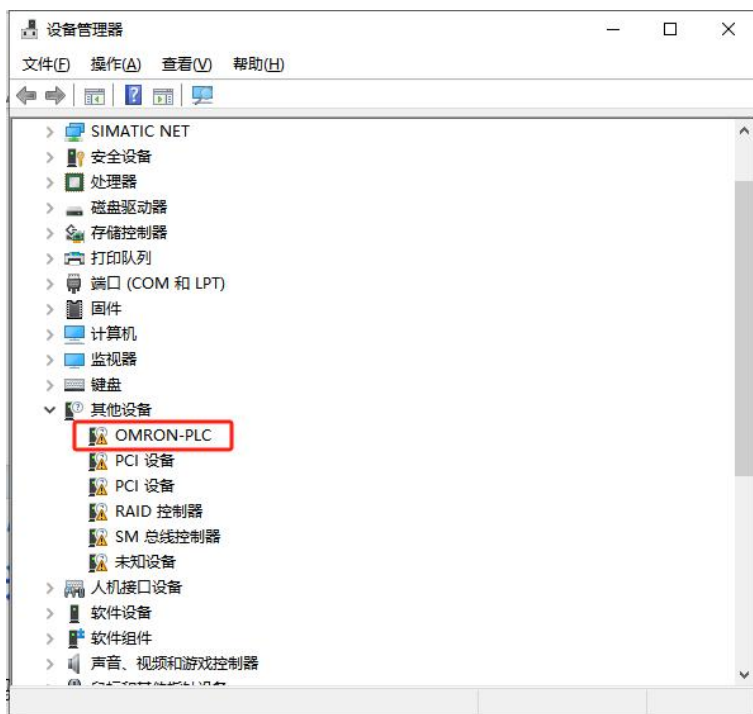 设备管理器
文件(F) 操作(A) 查看(V) 帮助(H)
SIMATIC NET
安全设备
处理器
磁盘驱动器
存储控制器
打印队列
端口 (COM 和 LPT)
固件
计算机
监视器
键盘
其他设备
OMRON-PLC
PCI 设备
PCI 设备
RAID 控制器
SM 总线控制器
未知设备
人机接口设备
软件设备
软件组件
声音、视频和游戏控制器